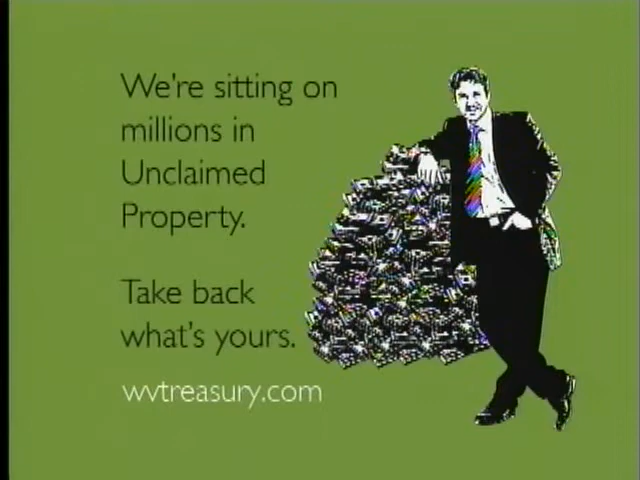 We're sitting on
millions in
Unclaimed
Property.
Take back
what's yours.
wvtreasury.com